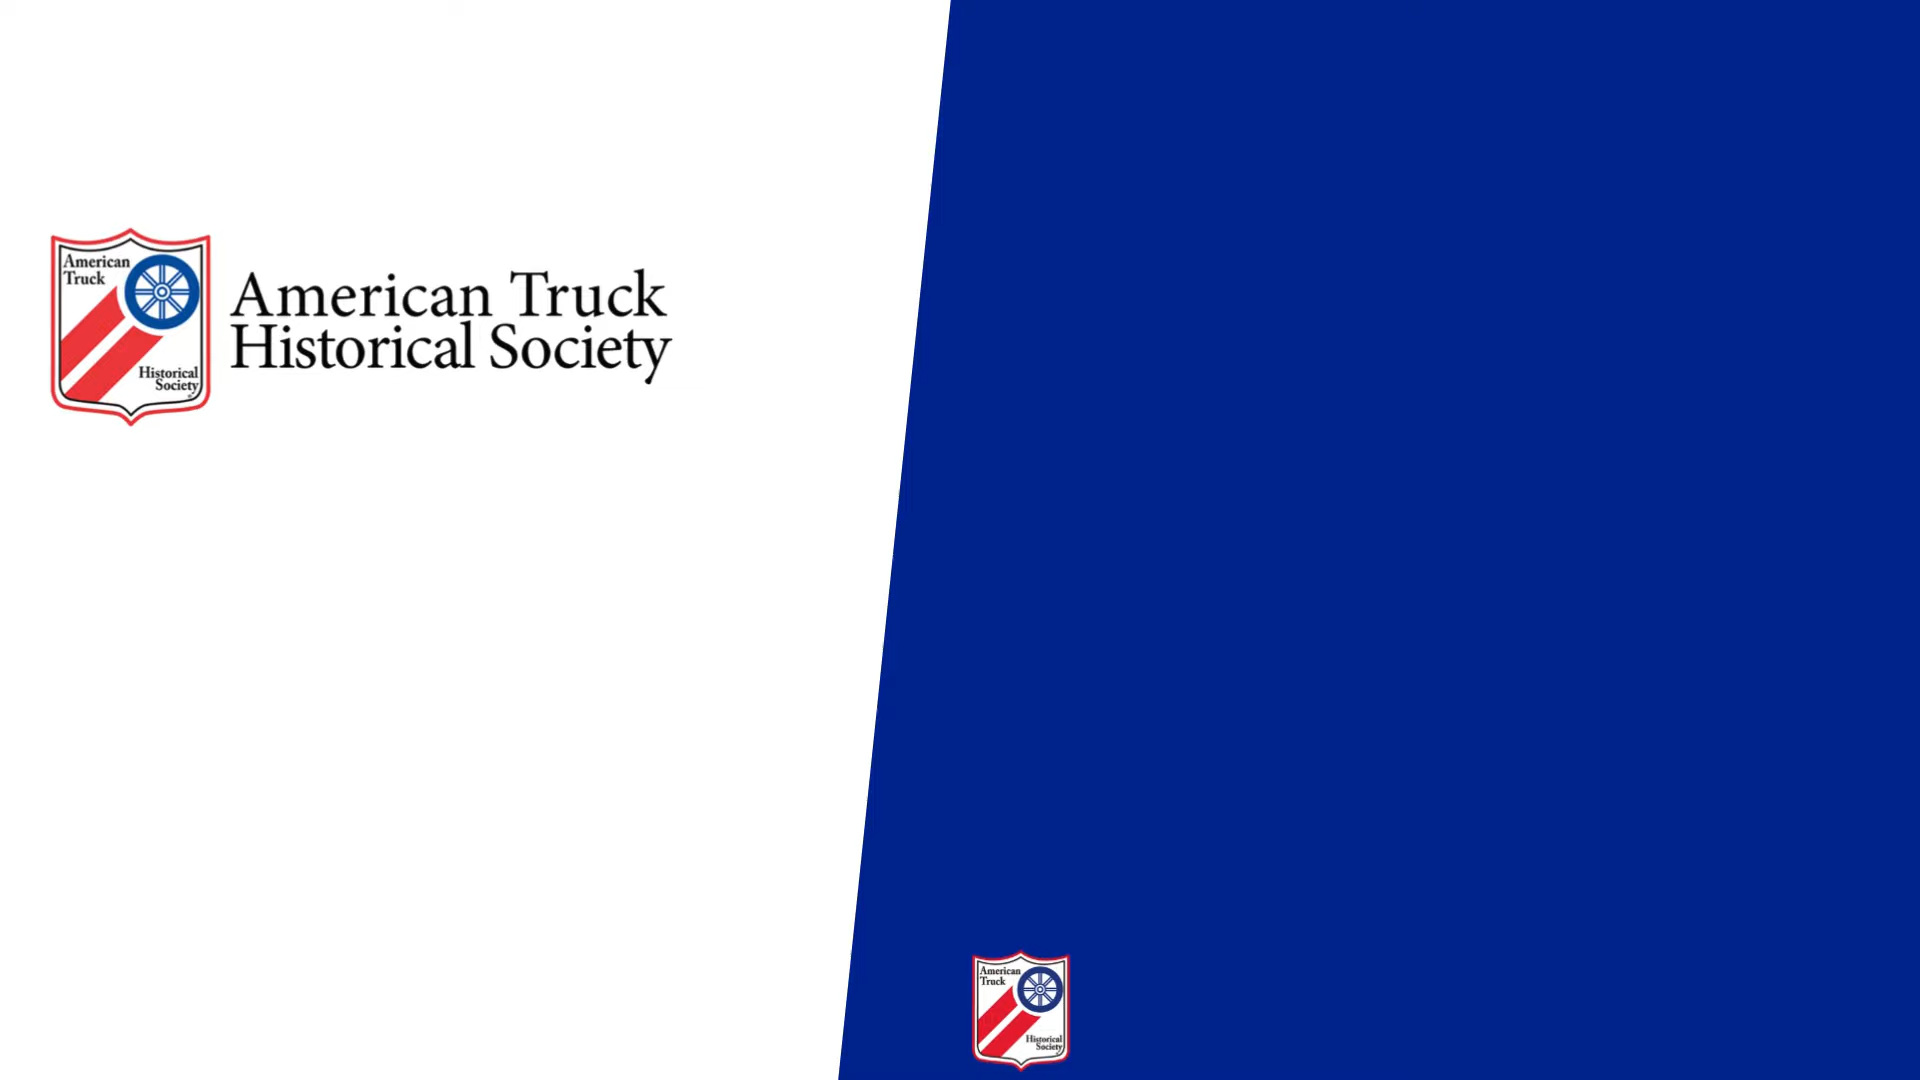 American
Truck
Historical
Society
American Truck
Historical Society
American
Truck
Historical
Society